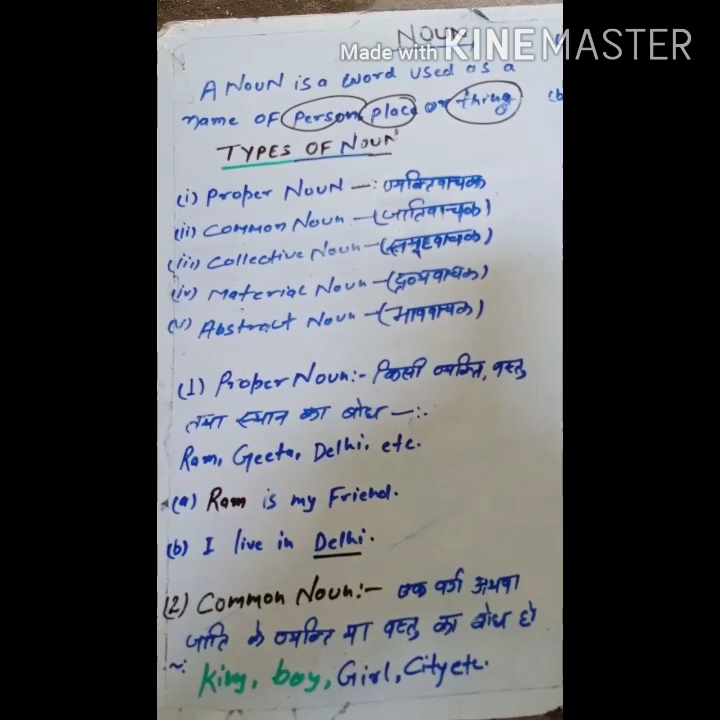 NOUN
Made with KINEMASTER
A NOUN is a word used as a
name of person, place or thing
TYPES OF NOUN
(i) Proper Noun —: व्यक्तिवाचक
(ii) Common Noun —(जातिवाचक)
(iii) Collective Noun—(समूहवाचक)
(iv) Material Noun —(द्रव्यवाचक)
(v) Abstract Noun —(भाववाचक)
(1) Proper Noun:- किसी व्यक्ति, वस्तु
तथा स्थान का बोध —:-
Ram, Geeta, Delhi, etc.
(a) Ram is my Friend.
(b) I live in Delhi.
(2) Common Noun:- एक वर्ग अथवा
जाति के व्यक्ति या वस्तु का बोध हो
~: King, boy, Girl, City etc.